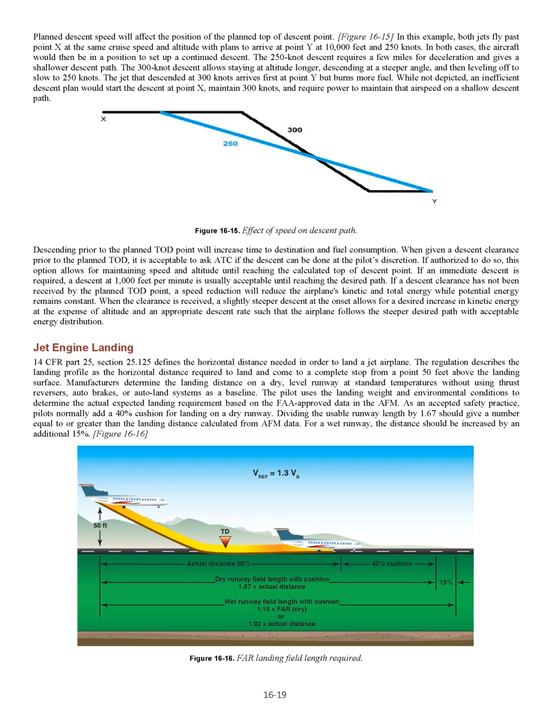 Planned descent speed will affect the position of the planned top of descent point. [Figure 16-15] In this example, both jets fly past
point X at the same cruise speed and altitude with plans to arrive at point Y at 10,000 feet and 250 knots. In both cases, the aircraft
would then be in a position to set up a continued descent. The 250-knot descent requires a few miles for deceleration and gives a
shallower descent path. The 300-knot descent allows staying at altitude longer, descending at a steeper angle, and then leveling off to
slow to 250 knots. The jet that descended at 300 knots arrives first at point Y but burns more fuel. While not depicted, an inefficient
descent plan would start the descent at point X, maintain 300 knots, and require power to maintain that airspeed on a shallow descent
path.
X
300
250
Y
Figure 16-15. Effect of speed on descent path.
Descending prior to the planned TOD point will increase time to destination and fuel consumption. When given a descent clearance
prior to the planned TOD, it is acceptable to ask ATC if the descent can be done at the pilot's discretion. If authorized to do so, this
option allows for maintaining speed and altitude until reaching the calculated top of descent point. If an immediate descent is
required, a descent at 1,000 feet per minute is usually acceptable until reaching the desired path. If a descent clearance has not been
received by the planned TOD point, a speed reduction will reduce the airplane's kinetic and total energy while potential energy
remains constant. When the clearance is received, a slightly steeper descent at the onset allows for a desired increase in kinetic energy
at the expense of altitude and an appropriate descent rate such that the airplane follows the steeper desired path with acceptable
energy distribution.
Jet Engine Landing
14 CFR part 25, section 25.125 defines the horizontal distance needed in order to land a jet airplane. The regulation describes the
landing profile as the horizontal distance required to land and come to a complete stop from a point 50 feet above the landing
surface. Manufacturers determine the landing distance on a dry, level runway at standard temperatures without using thrust
reversers, auto brakes, or auto-land systems as a baseline. The pilot uses the landing weight and environmental conditions to
determine the actual expected landing requirement based on the FAA-approved data in the AFM. As an accepted safety practice,
pilots normally add a 40% cushion for landing on a dry runway. Dividing the usable runway length by 1.67 should give a number
equal to or greater than the landing distance calculated from AFM data. For a wet runway, the distance should be increased by an
additional 15%. [Figure 16-16]
VREF = 1.3 VS
50 ft
TD
Actual distance 60%
40% cushion
Dry runway field length with cushion
1.67 × actual distance
15%
Wet runway field length with cushion
1.15 × FAR (dry)
or
1.92 × actual distance
Figure 16-16. FAR landing field length required.
16-19